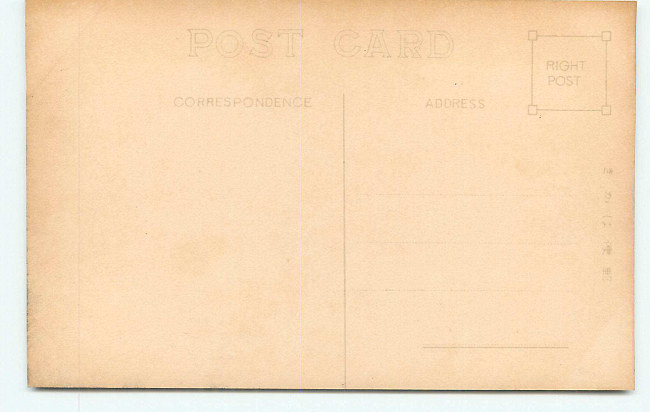 POST CARD
RIGHT
POST
CORRESPONDENCE
ADDRESS